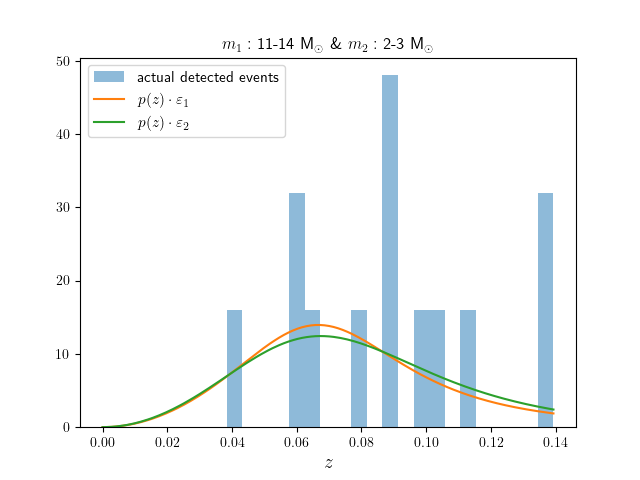 m₁ : 11-14 M⊙ & m₂ : 2-3 M⊙
50
40
30
20
10
0
actual detected events
p(z) · ε₁
p(z) · ε₂
0.00 0.02 0.04 0.06 0.08 0.10 0.12 0.14
z